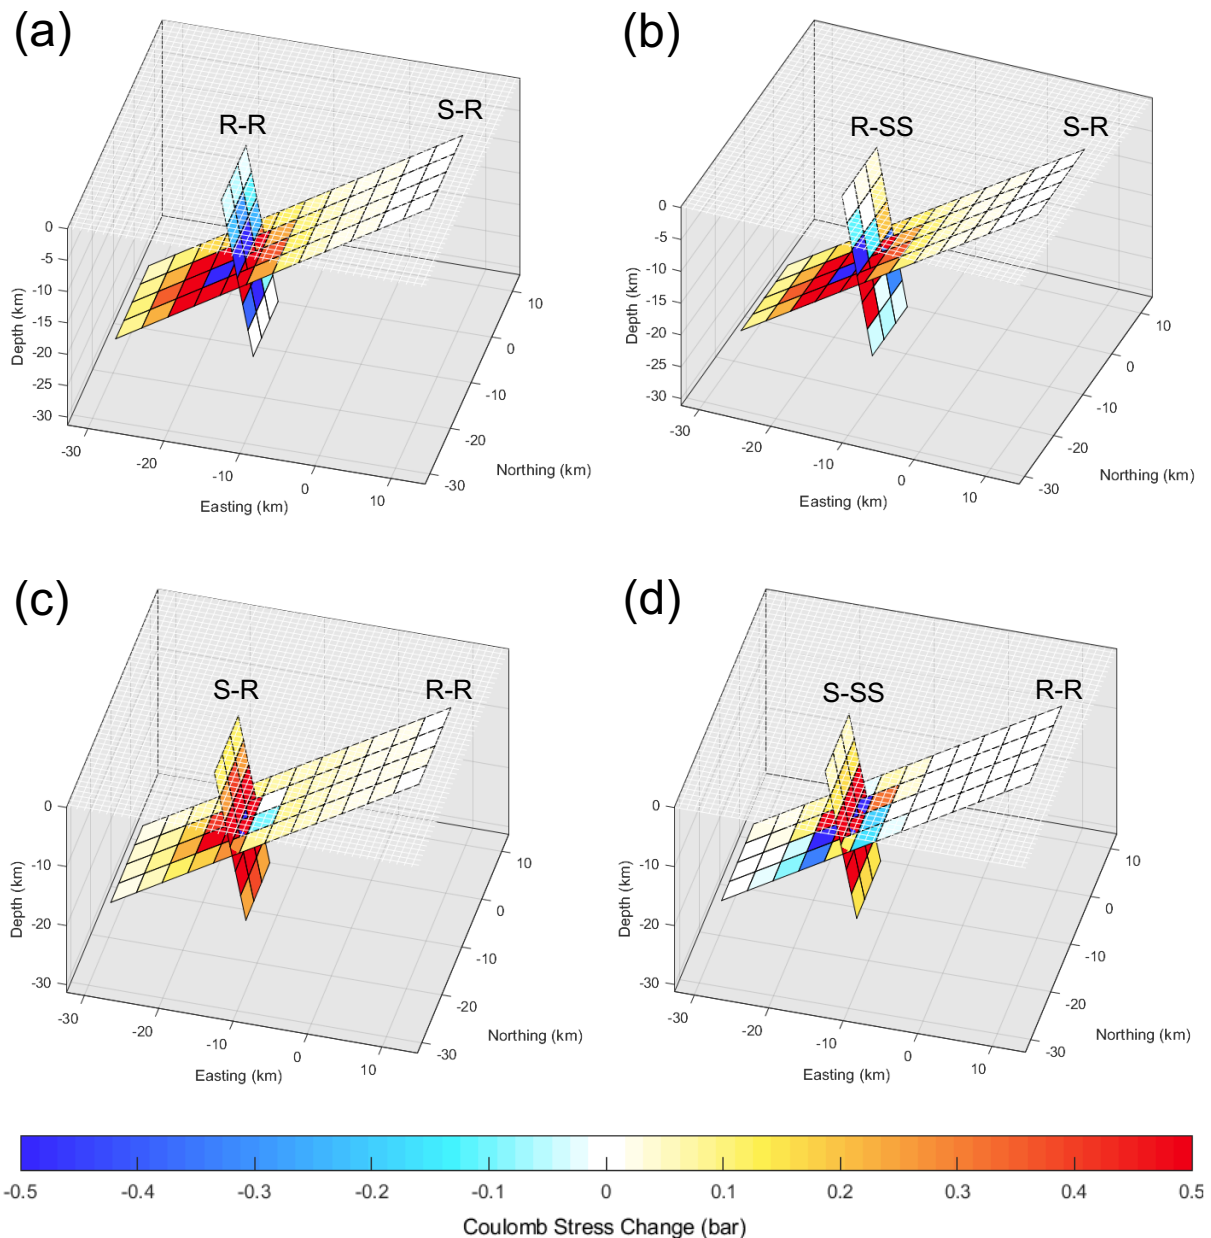 (a)
S-R
R-R
0
-5
-10
-15
-20
-25
-30
Depth (km)
-30
-20
-10
0
10
Easting (km)
10
0
-10
-20
-30
Northing (km)
(b)
R-SS
S-R
0
-5
-10
-15
-20
-25
-30
Depth (km)
-30
-20
-10
0
10
Easting (km)
10
0
-10
-20
-30
Northing (km)
(c)
S-R
R-R
0
-10
-20
-30
Depth (km)
-30
-20
-10
0
10
Easting (km)
10
0
-10
-20
-30
Northing (km)
(d)
S-SS
R-R
0
-10
-20
-30
Depth (km)
-30
-20
-10
0
10
Easting (km)
10
0
-10
-20
-30
Northing (km)
-0.5 -0.4 -0.3 -0.2 -0.1 0 0.1 0.2 0.3 0.4 0.5
Coulomb Stress Change (bar)